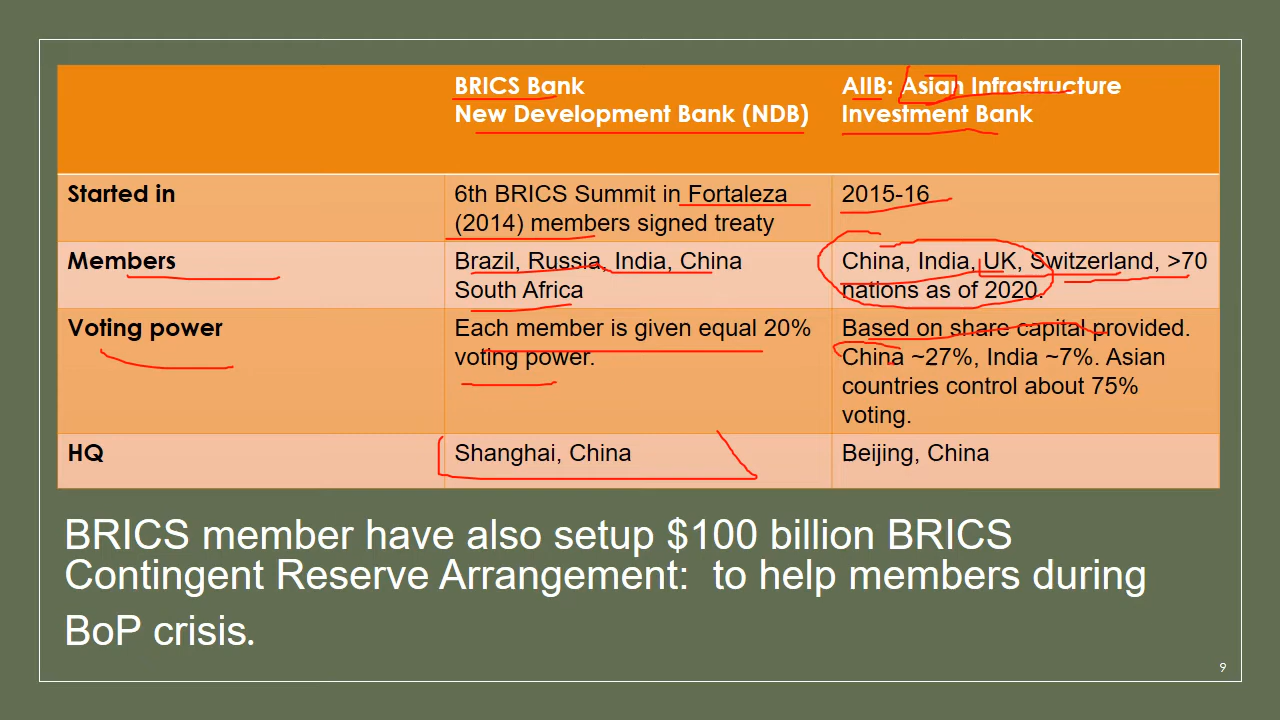 BRICS Bank
New Development Bank (NDB)
AIIB: Asian Infrastructure
Investment Bank
Started in
6th BRICS Summit in Fortaleza
(2014) members signed treaty
2015-16
Members
Brazil, Russia, India, China
South Africa
China, India, UK, Switzerland, >70
nations as of 2020.
Voting power
Each member is given equal 20%
voting power.
Based on share capital provided.
China ~27%, India ~7%. Asian
countries control about 75%
voting.
HQ
Shanghai, China
Beijing, China
BRICS member have also setup $100 billion BRICS
Contingent Reserve Arrangement: to help members during
BoP crisis.
9